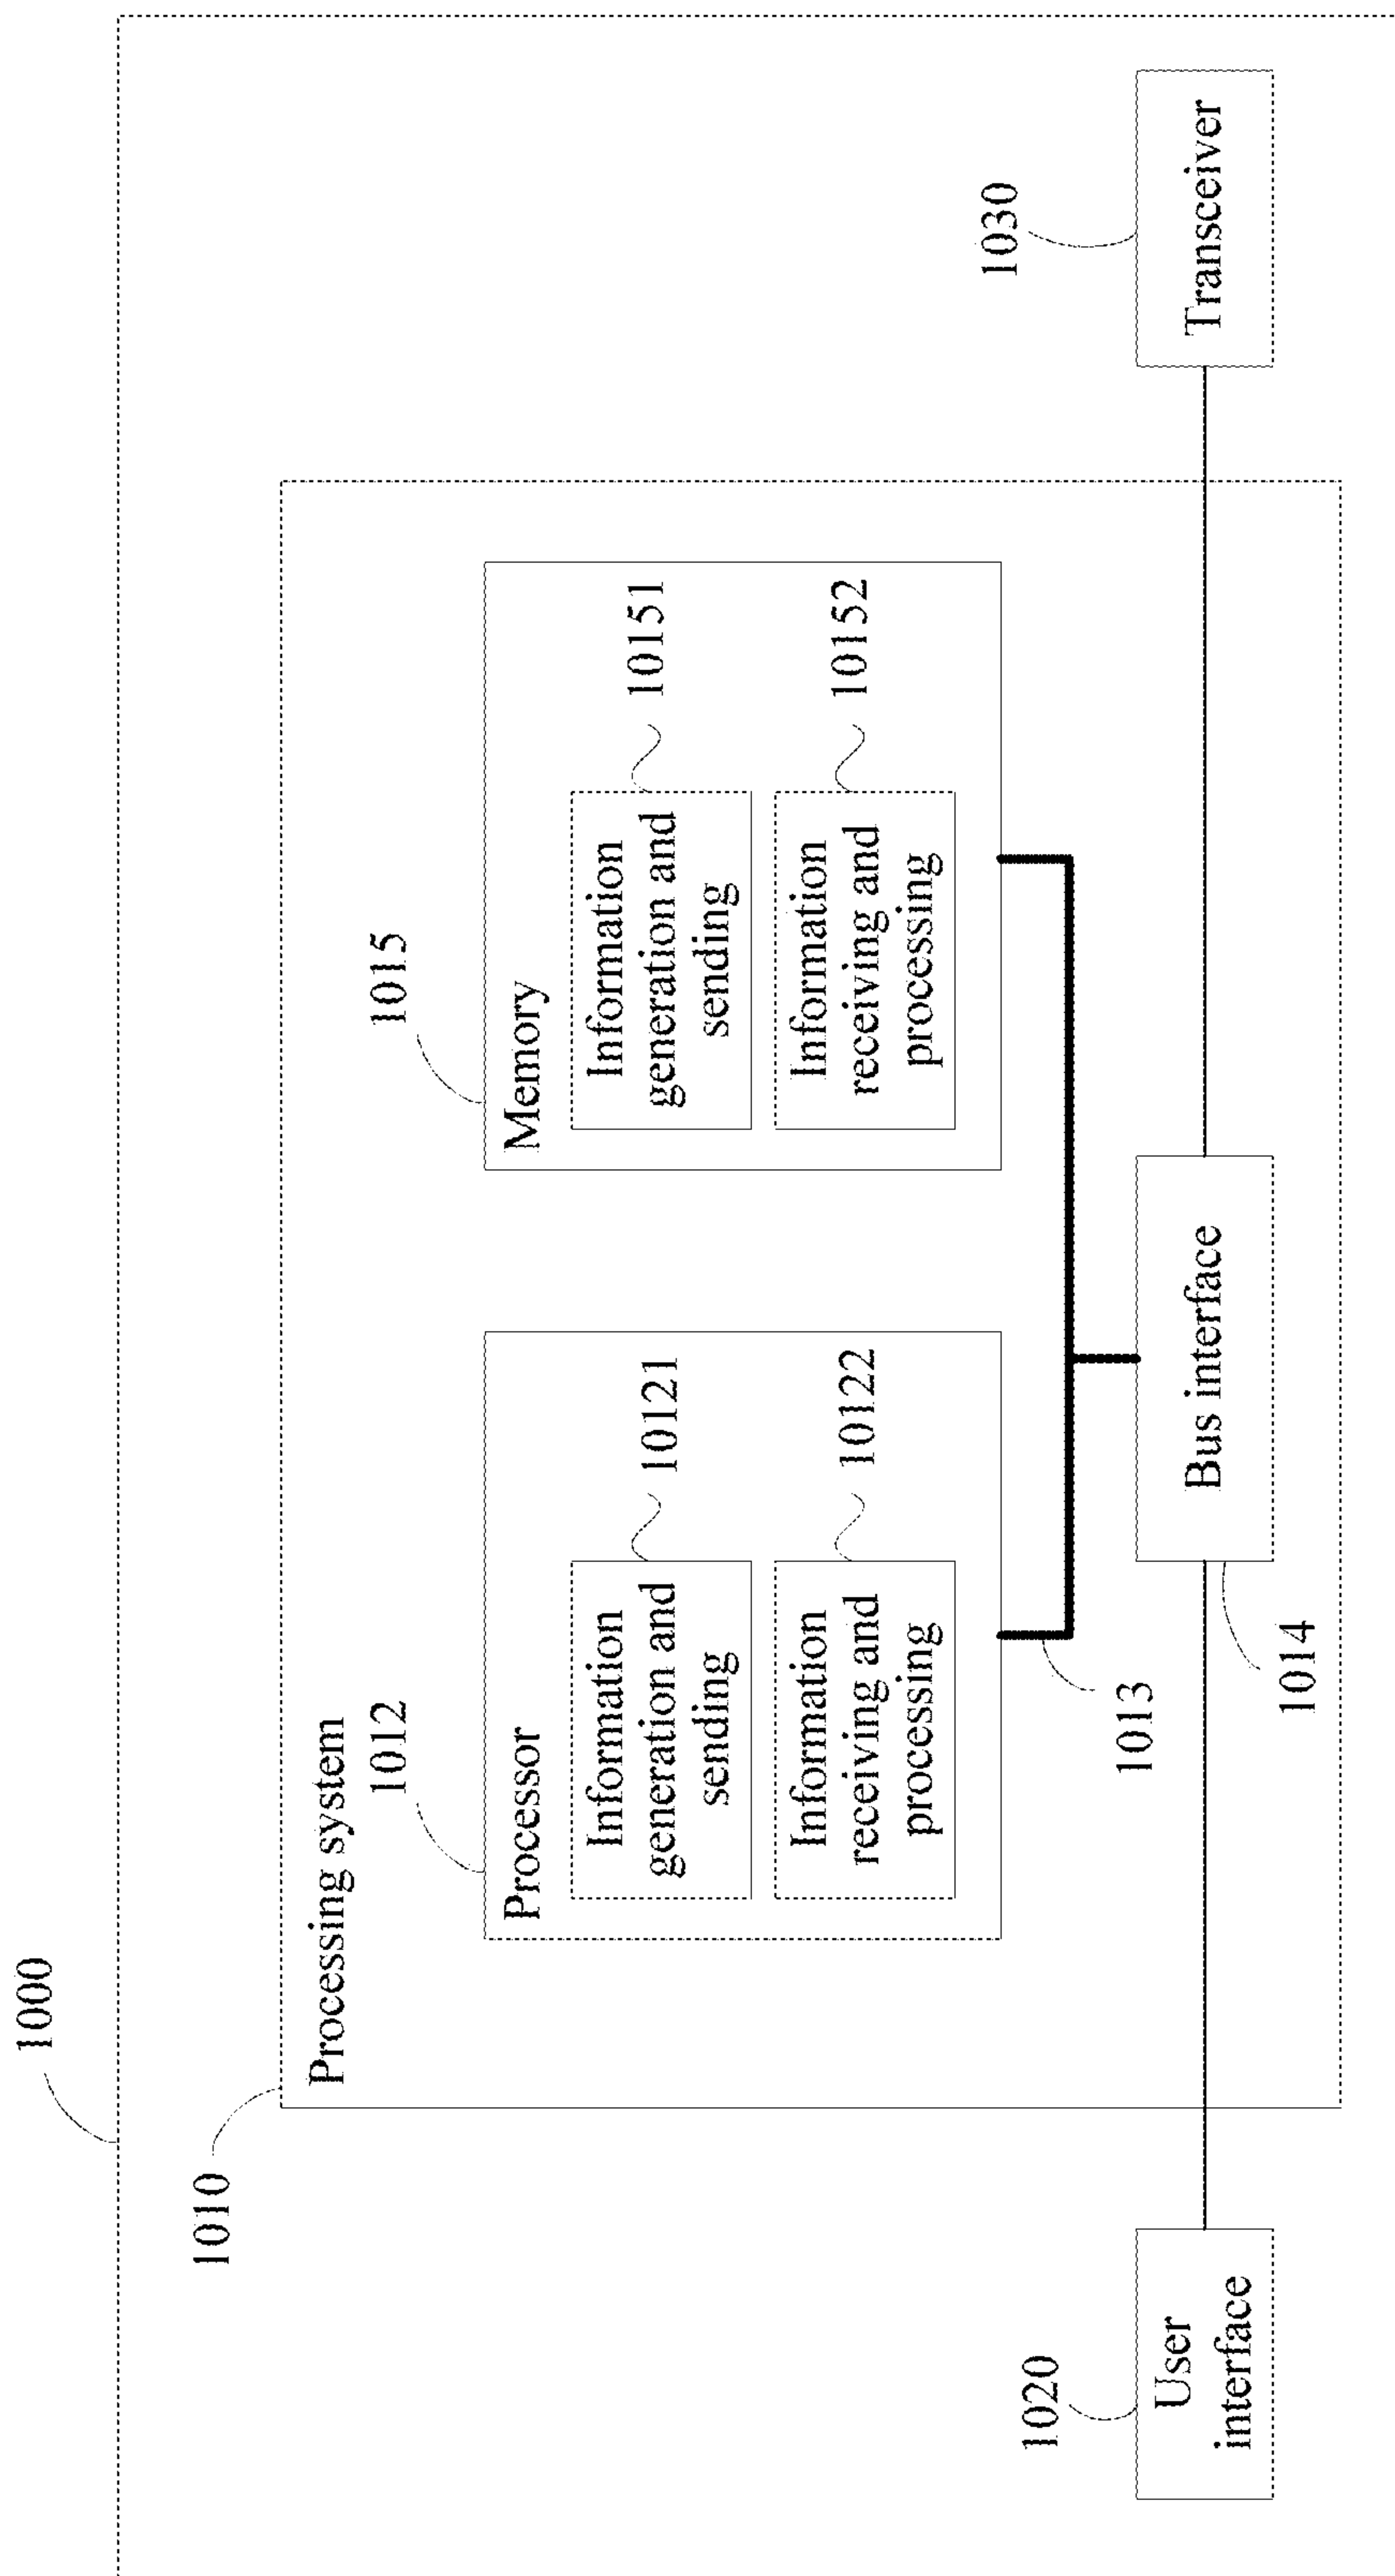 1000
1010
Processing system
1012
Processor
Information
generation and
sending
10121
Information
receiving and
processing
10122
1015
Memory
Information
generation and
sending
10151
Information
receiving and
processing
10152
1013
1014
Bus interface
1020
User
interface
1030
Transceiver